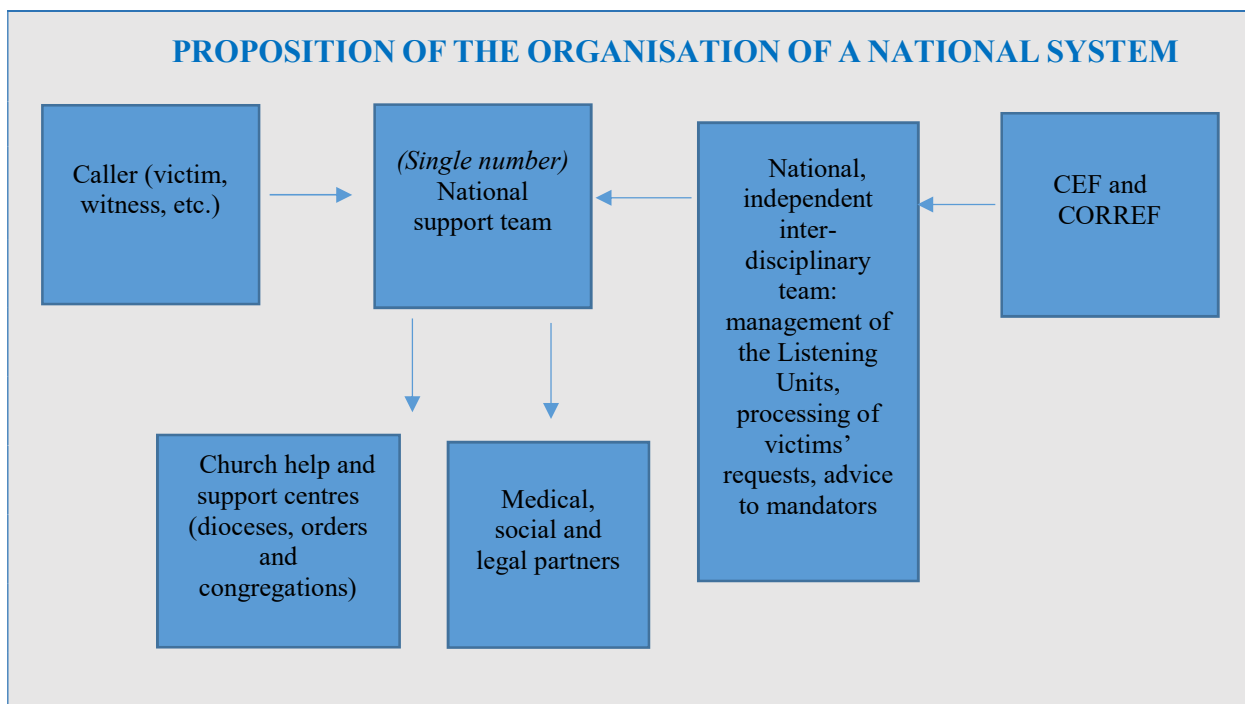 PROPOSITION OF THE ORGANISATION OF A NATIONAL SYSTEM
Caller (victim,
witness, etc.)
(Single number)
National
support team
National,
independent
inter-
disciplinary
team:
management of
the Listening
Units,
processing of
victims’
requests, advice
to mandators
CEF and
CORREF
Church help and
support centres
(dioceses, orders
and
congregations)
Medical,
social and
legal partners